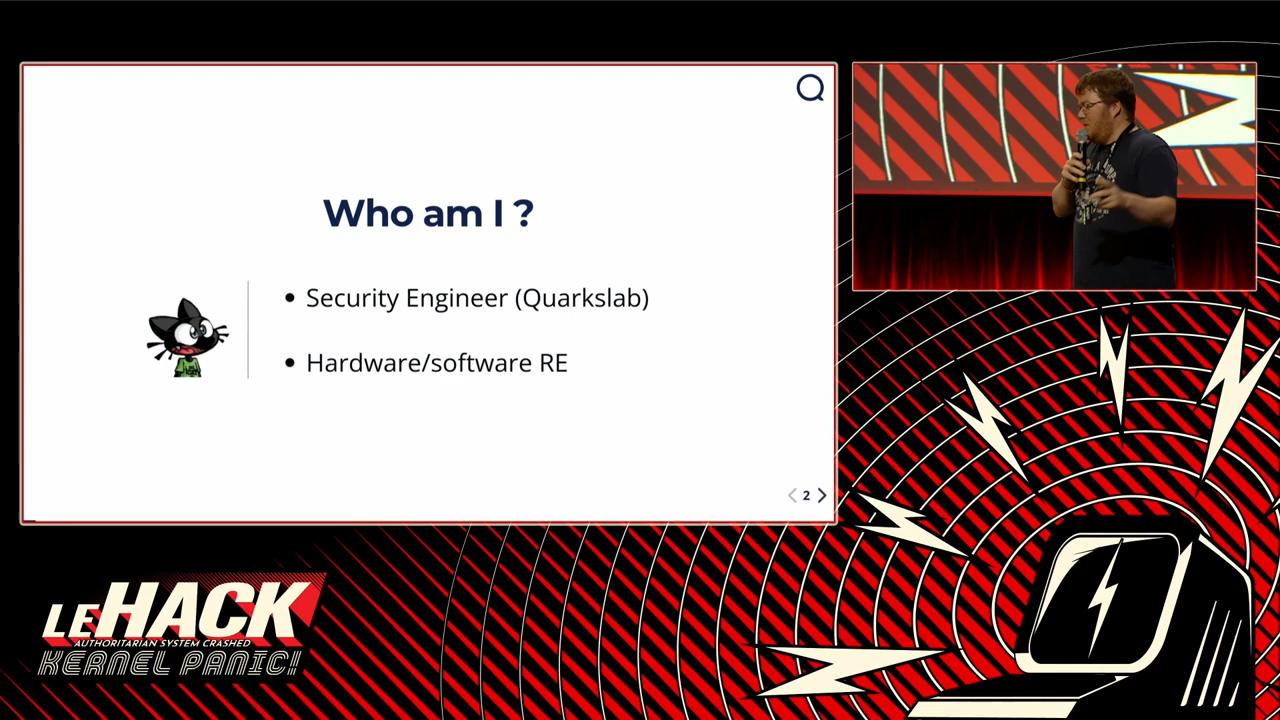 Who am I ?
Security Engineer (Quarkslab)
Hardware/software RE
2
LEHACK
AUTHORITARIAN SYSTEM CRASHED
KERNEL PANIC!